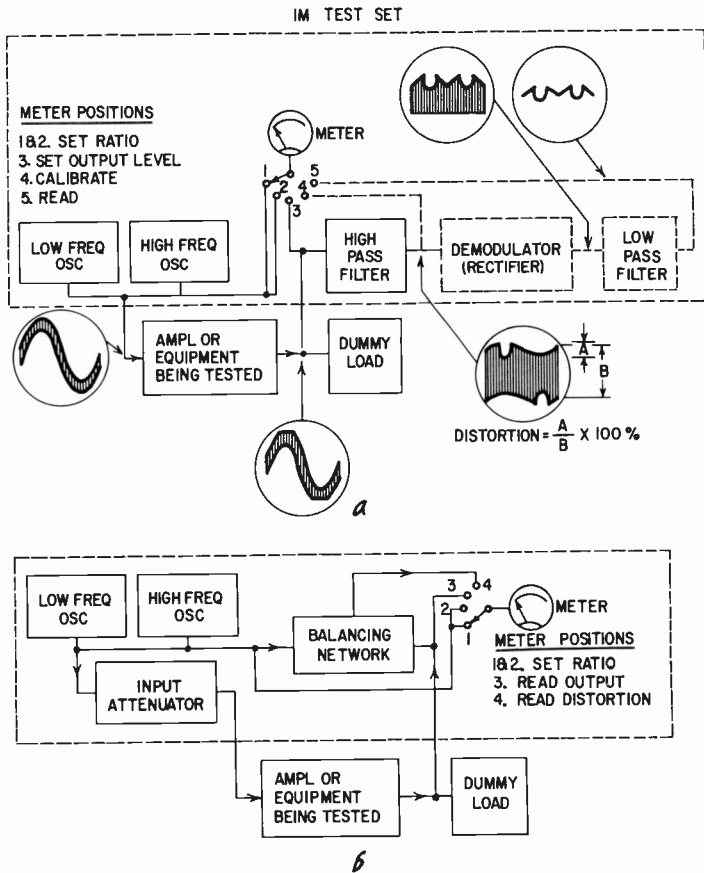 IM TEST SET
METER POSITIONS
1&2. SET RATIO
3. SET OUTPUT LEVEL
4. CALIBRATE
5. READ
METER
1
2
3
4
5
LOW FREQ
OSC
HIGH FREQ
OSC
HIGH
PASS
FILTER
DEMODULATOR
(RECTIFIER)
LOW
PASS
FILTER
AMPL OR
EQUIPMENT
BEING TESTED
DUMMY
LOAD
A
B
DISTORTION = A/B X 100 %
a
LOW FREQ
OSC
HIGH FREQ
OSC
BALANCING
NETWORK
3
4
2
1
METER
METER POSITIONS
1&2. SET RATIO
3. READ OUTPUT
4. READ DISTORTION
INPUT
ATTENUATOR
AMPL OR
EQUIPMENT
BEING TESTED
DUMMY
LOAD
б